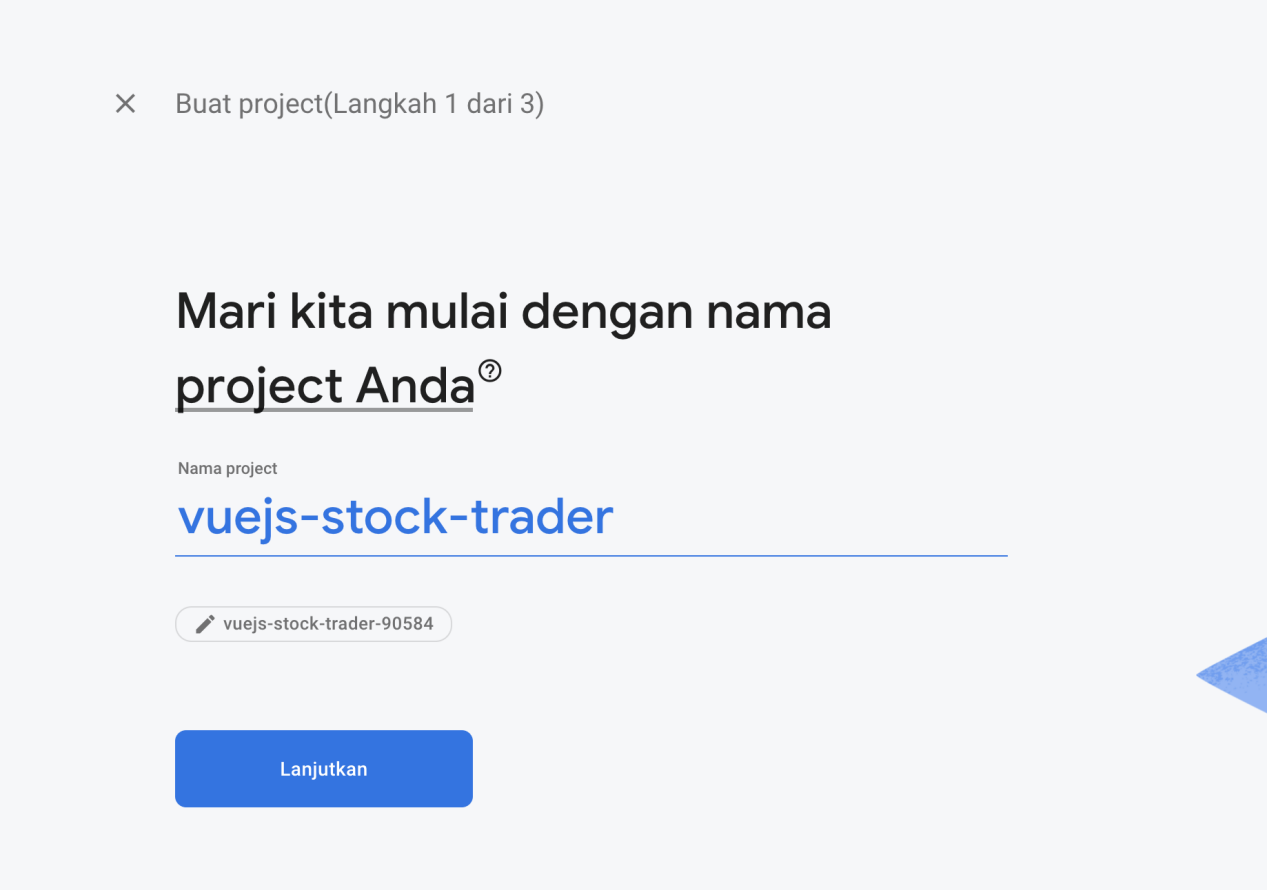 Buat project(Langkah 1 dari 3)
Mari kita mulai dengan nama
project Anda
Nama project
vuejs-stock-trader
vuejs-stock-trader-90584
Lanjutkan